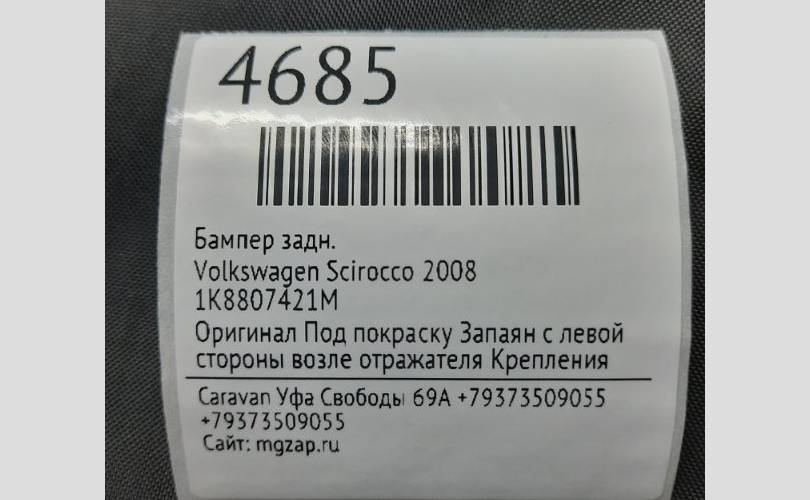 4685
Бампер задн.
Volkswagen Scirocco 2008
1K8807421M
Оригинал Под покраску Запаян с левой
стороны возле отражателя Крепления
Caravan Уфа Свободы 69А +79373509055
+79373509055
Сайт: mgzap.ru